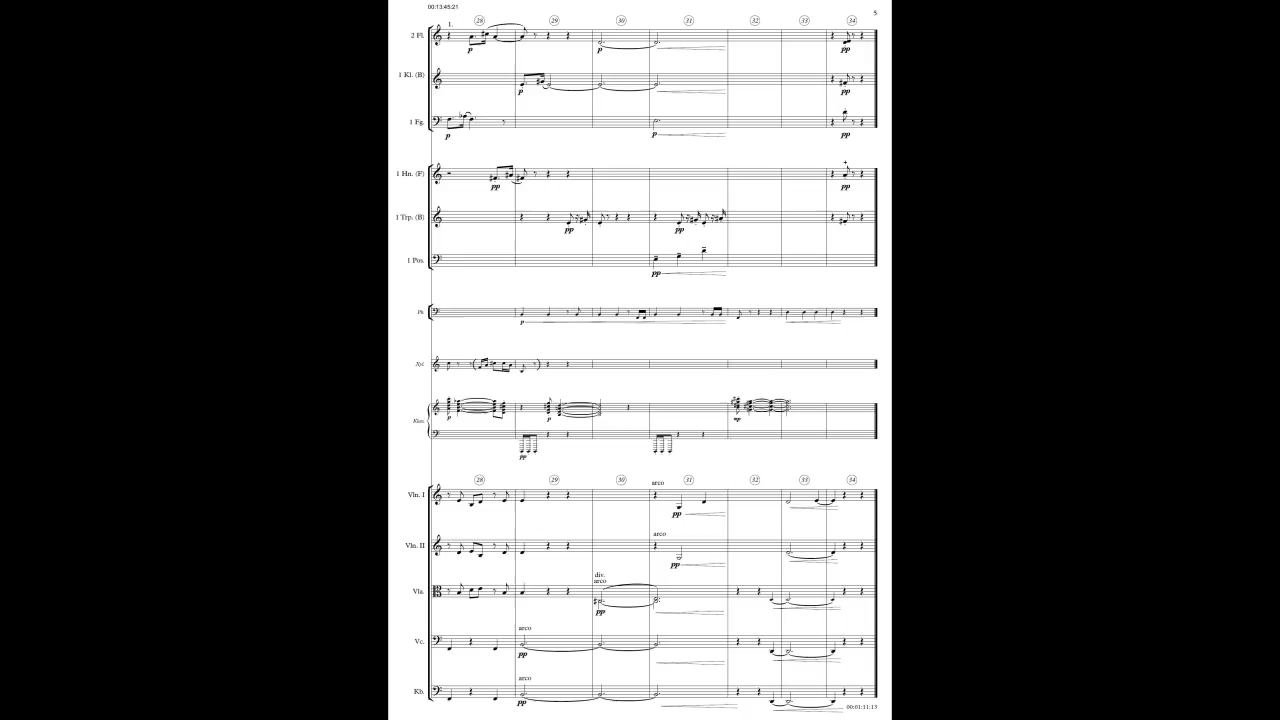 00:13:45:21
5
1.
28 29 30 31 32 33 34
2 Fl.
p p pp
1 Kl. (B)
p pp
1 Fg.
p p pp
1 Hn. (F)
pp pp
1 Trp. (B)
pp pp
1 Pos.
pp
Pk.
p
Xyl.
Klav.
p p mp
pp
28 29 30 31 32 33 34
arco
Vln. I
pp
arco
Vln. II
pp
div.
arco
Vla.
pp
arco
Vc.
pp
arco
Kb.
pp
00:01:11:13